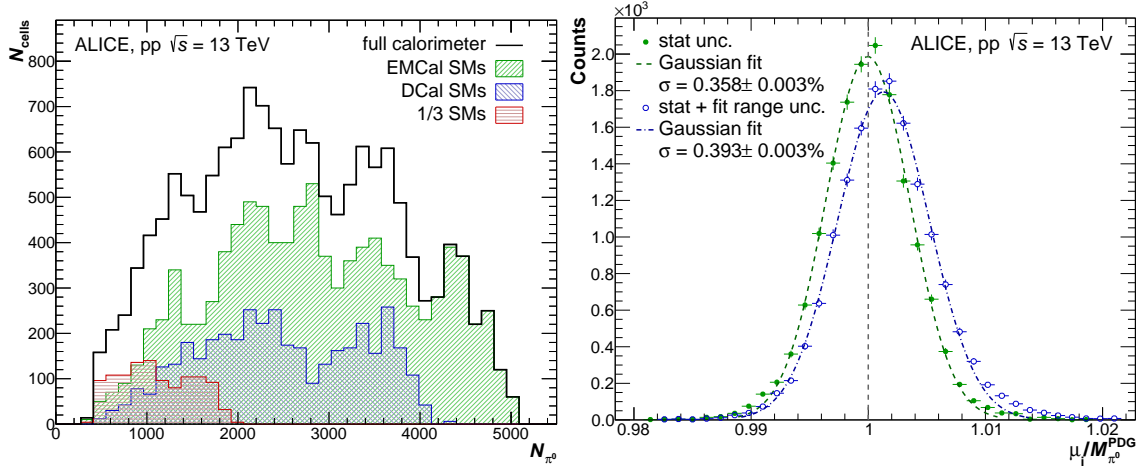 ALICE, pp √s = 13 TeV
full calorimeter
EMCal SMs
DCal SMs
1/3 SMs
N_cells
800
700
600
500
400
300
200
100
0
0 1000 2000 3000 4000 5000
N_π⁰
×10³
ALICE, pp √s = 13 TeV
stat unc.
Gaussian fit
σ = 0.358± 0.003%
stat + fit range unc.
Gaussian fit
σ = 0.393± 0.003%
Counts
2.0
1.8
1.6
1.4
1.2
1.0
0.8
0.6
0.4
0.2
0.0
0.98 0.99 1 1.01 1.02
μ_i/M_π⁰^PDG